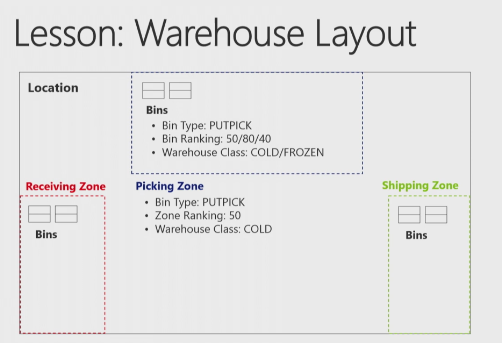 Lesson: Warehouse Layout
Location
Bins
• Bin Type: PUTPICK
• Bin Ranking: 50/80/40
• Warehouse Class: COLD/FROZEN
Receiving Zone
Bins
Picking Zone
• Bin Type: PUTPICK
• Zone Ranking: 50
• Warehouse Class: COLD
Shipping Zone
Bins